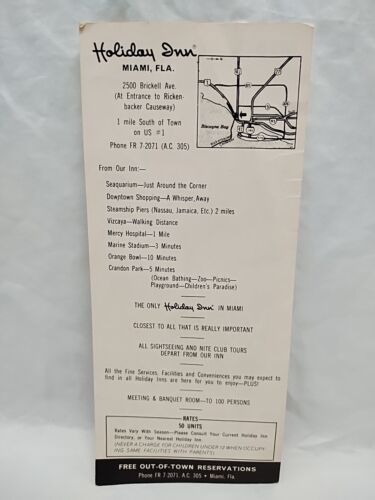 Holiday Inn®
MIAMI, FLA.
2500 Brickell Ave.
(At Entrance to Ricken-
backer Causeway)
1 mile South of Town
on US #1
Phone FR 7-2071 (A.C. 305)
Biscayne Bay
From Our Inn:—
Seaquarium—Just Around the Corner
Downtown Shopping—A Whisper Away
Steamship Piers (Nassau, Jamaica, Etc.) 2 miles
Vizcaya—Walking Distance
Mercy Hospital—1 Mile
Marine Stadium—3 Minutes
Orange Bowl—10 Minutes
Crandon Park—5 Minutes
(Ocean Bathing—Zoo—Picnics—
Playground—Children's Paradise)
THE ONLY Holiday Inn® IN MIAMI
CLOSEST TO ALL THAT IS REALLY IMPORTANT
ALL SIGHTSEEING AND NITE CLUB TOURS
DEPART FROM OUR INN
All the Fine Services, Facilities and Conveniences you may expect to
find in all Holiday Inns are here for you to enjoy—PLUS!
MEETING & BANQUET ROOM—TO 100 PERSONS
RATES
50 UNITS
Rates Vary With Season—Please Consult Your Current Holiday Inn
Directory, or Your Nearest Holiday Inn.
(NEVER A CHARGE FOR CHILDREN UNDER 12 WHEN OCCUPY-
ING SAME FACILITIES WITH PARENTS)
FREE OUT-OF-TOWN RESERVATIONS
Phone FR 7-2071, A.C. 305 • Miami, Fla.